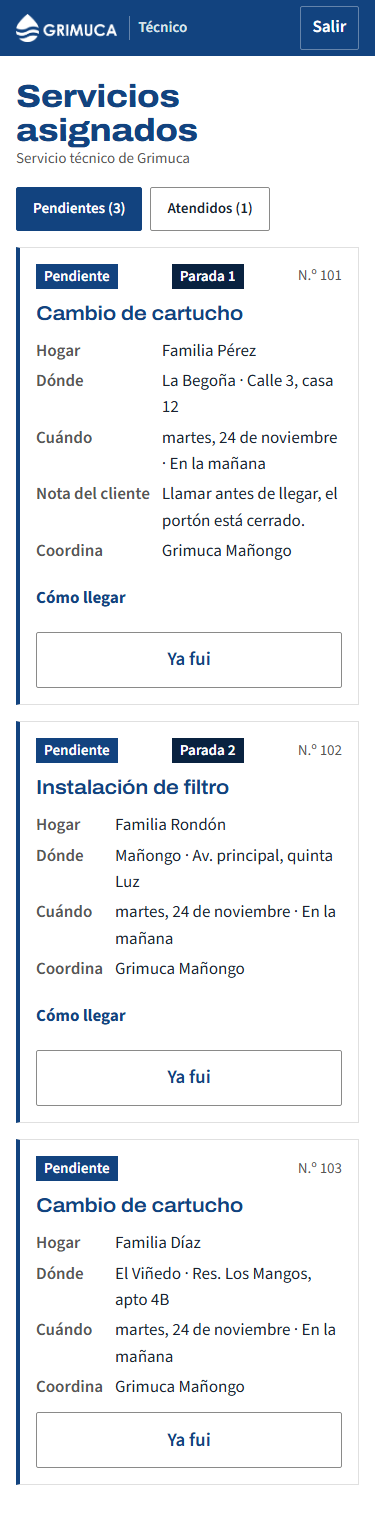 GRIMUCA
Técnico
Salir
Servicios
asignados
Servicio técnico de Grimuca
Pendientes (3)
Atendidos (1)
Pendiente
Parada 1
N.º 101
Cambio de cartucho
Hogar Familia Pérez
Dónde La Begoña · Calle 3, casa
12
Cuándo martes, 24 de noviembre
· En la mañana
Nota del cliente Llamar antes de llegar, el
portón está cerrado.
Coordina Grimuca Mañongo
Cómo llegar
Ya fui
Pendiente
Parada 2
N.º 102
Instalación de filtro
Hogar Familia Rondón
Dónde Mañongo · Av. principal, quinta
Luz
Cuándo martes, 24 de noviembre · En la
mañana
Coordina Grimuca Mañongo
Cómo llegar
Ya fui
Pendiente
N.º 103
Cambio de cartucho
Hogar Familia Díaz
Dónde El Viñedo · Res. Los Mangos,
apto 4B
Cuándo martes, 24 de noviembre · En la
mañana
Coordina Grimuca Mañongo
Ya fui